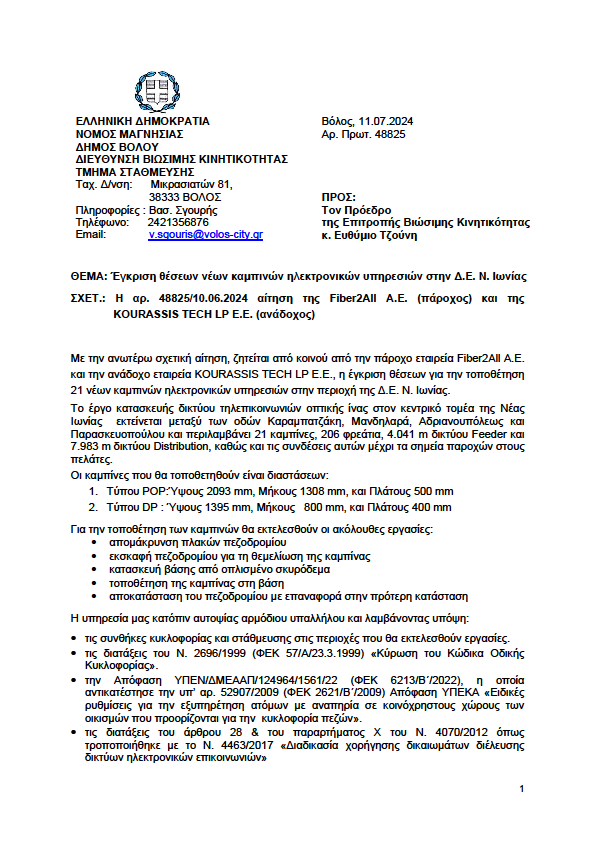 ΕΛΛΗΝΙΚΗ ΔΗΜΟΚΡΑΤΙΑ
ΝΟΜΟΣ ΜΑΓΝΗΣΙΑΣ
ΔΗΜΟΣ ΒΟΛΟΥ
ΔΙΕΥΘΥΝΣΗ ΒΙΩΣΙΜΗΣ ΚΙΝΗΤΙΚΟΤΗΤΑΣ
ΤΜΗΜΑ ΣΤΑΘΜΕΥΣΗΣ
Ταχ. Δ/νση: Μικρασιατών 81,
38333 ΒΟΛΟΣ
Πληροφορίες : Βασ. Σγουρής
Τηλέφωνο: 2421356876
Email: v.sgouris@volos-city.gr
Βόλος, 11.07.2024
Αρ. Πρωτ. 48825
ΠΡΟΣ:
Τον Πρόεδρο
της Επιτροπής Βιώσιμης Κινητικότητας
κ. Ευθύμιο Τζούνη
ΘΕΜΑ: Έγκριση θέσεων νέων καμπινών ηλεκτρονικών υπηρεσιών στην Δ.Ε. Ν. Ιωνίας
ΣΧΕΤ.: Η αρ. 48825/10.06.2024 αίτηση της Fiber2All Α.Ε. (πάροχος) και της
KOURASSIS TECH LP Ε.Ε. (ανάδοχος)
Με την ανωτέρω σχετική αίτηση, ζητείται από κοινού από την πάροχο εταιρεία Fiber2All Α.Ε.
και την ανάδοχο εταιρεία KOURASSIS TECH LP Ε.Ε., η έγκριση θέσεων για την τοποθέτηση
21 νέων καμπινών ηλεκτρονικών υπηρεσιών στην περιοχή της Δ.Ε. Ν. Ιωνίας.
Το έργο κατασκευής δικτύου τηλεπικοινωνιών οπτικής ίνας στον κεντρικό τομέα της Νέας
Ιωνίας εκτείνεται μεταξύ των οδών Καραμπατζάκη, Μανδηλαρά, Αδριανουπόλεως και
Παρασκευοπούλου και περιλαμβάνει 21 καμπίνες, 206 φρεάτια, 4.041 m δικτύου Feeder και
7.983 m δικτύου Distribution, καθώς και τις συνδέσεις αυτών μέχρι τα σημεία παροχών στους
πελάτες.
Οι καμπίνες που θα τοποθετηθούν είναι διαστάσεων:
1. Τύπου POP:Ύψους 2093 mm, Μήκους 1308 mm, και Πλάτους 500 mm
2. Τύπου DP : Ύψους 1395 mm, Μήκους 800 mm, και Πλάτους 400 mm
Για την τοποθέτηση των καμπινών θα εκτελεσθούν οι ακόλουθες εργασίες:
• απομάκρυνση πλακών πεζοδρομίου
• εκσκαφή πεζοδρομίου για τη θεμελίωση της καμπίνας
• κατασκευή βάσης από οπλισμένο σκυρόδεμα
• τοποθέτηση της καμπίνας στη βάση
• αποκατάσταση του πεζοδρομίου με επαναφορά στην πρότερη κατάσταση
Η υπηρεσία μας κατόπιν αυτοψίας αρμόδιου υπαλλήλου και λαμβάνοντας υπόψη:
• τις συνθήκες κυκλοφορίας και στάθμευσης στις περιοχές που θα εκτελεσθούν εργασίες.
• τις διατάξεις του Ν. 2696/1999 (ΦΕΚ 57/Α/23.3.1999) «Κύρωση του Κώδικα Οδικής
Κυκλοφορίας».
• την Απόφαση ΥΠΕΝ/ΔΜΕΑΑΠ/124964/1561/22 (ΦΕΚ 6213/Β΄/2022), η οποία
αντικατέστησε την υπ’ αρ. 52907/2009 (ΦΕΚ 2621/Β΄/2009) Απόφαση ΥΠΕΚΑ «Ειδικές
ρυθμίσεις για την εξυπηρέτηση ατόμων με αναπηρία σε κοινόχρηστους χώρους των
οικισμών που προορίζονται για την κυκλοφορία πεζών».
• τις διατάξεις του άρθρου 28 & του παραρτήματος Χ του Ν. 4070/2012 όπως
τροποποιήθηκε με το Ν. 4463/2017 «Διαδικασία χορήγησης δικαιωμάτων διέλευσης
δικτύων ηλεκτρονικών επικοινωνιών»
1